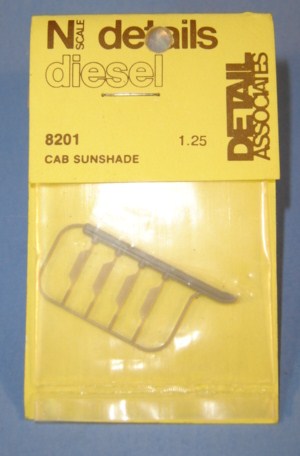 N SCALE details
diesel
8201 1.25
CAB SUNSHADE
DETAIL
ASSOCIATES